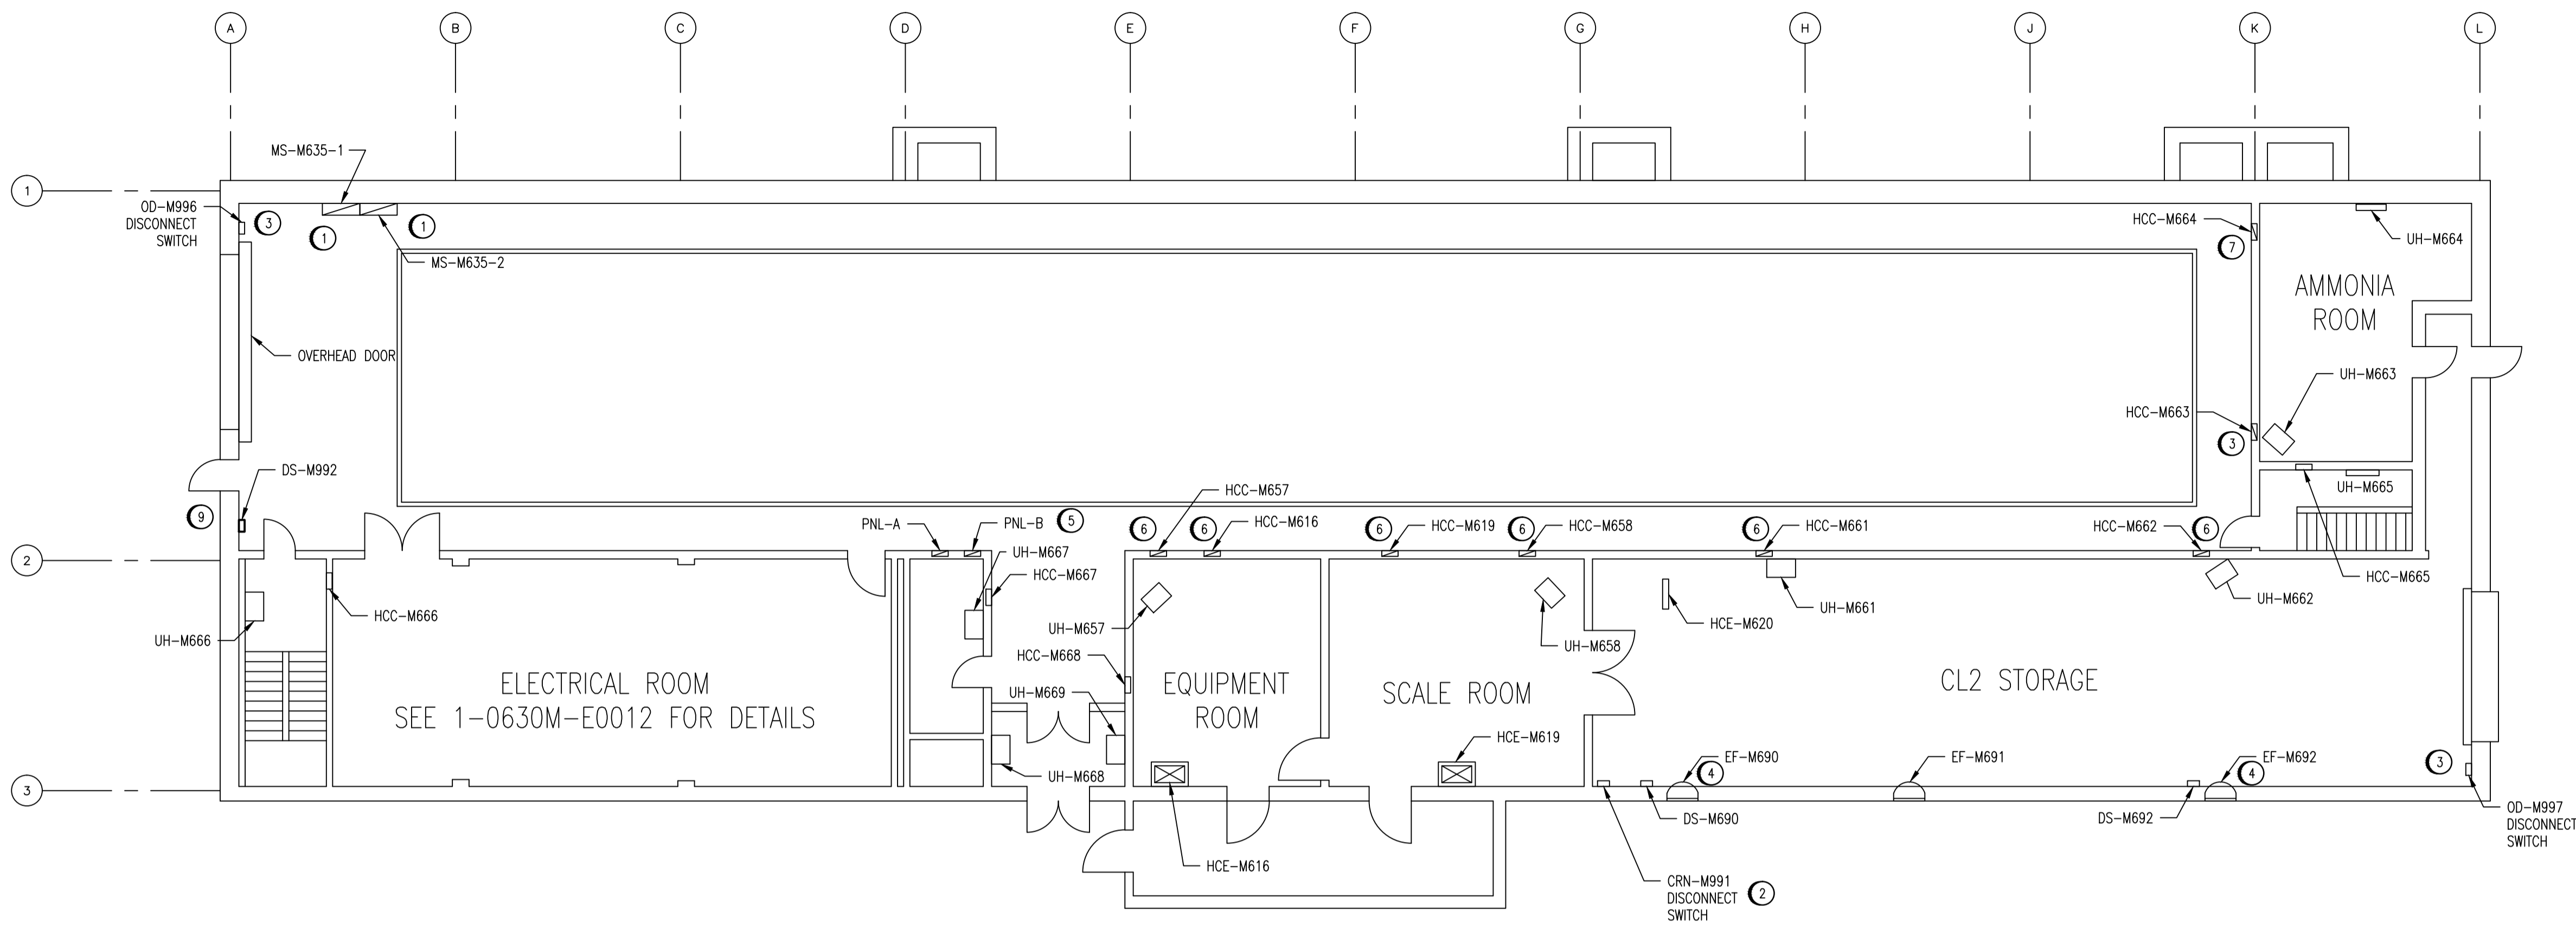 A
B
C
D
E
F
G
H
J
K
L
MS-M635-1
1
OD-M996
DISCONNECT
SWITCH
3
1
1
MS-M635-2
HCC-M664
7
UH-M664
AMMONIA
ROOM
OVERHEAD DOOR
UH-M663
HCC-M663
3
DS-M992
9
UH-M665
HCC-M657
PNL-A
PNL-B
5
6
6
HCC-M616
6
HCC-M619
6
HCC-M658
6
HCC-M661
HCC-M662
6
2
UH-M667
HCC-M667
HCC-M665
HCC-M666
UH-M666
UH-M657
UH-M658
HCE-M620
UH-M661
UH-M662
HCC-M668
UH-M669
ELECTRICAL ROOM
SEE 1-0630M-E0012 FOR DETAILS
EQUIPMENT
ROOM
SCALE ROOM
CL2 STORAGE
HCE-M619
EF-M690
4
EF-M691
EF-M692
4
3
UH-M668
3
OD-M997
DISCONNECT
SWITCH
DS-M690
DS-M692
HCE-M616
CRN-M991
DISCONNECT
SWITCH
2